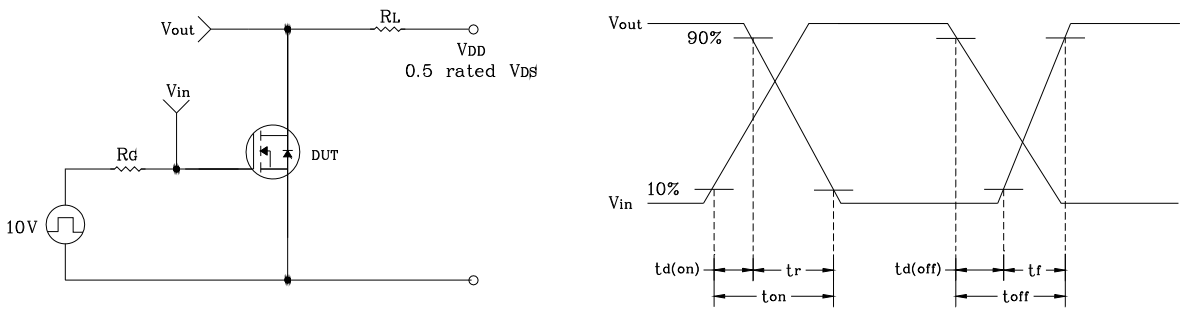 Vout
RL
VDD
0.5 rated VDS
Vin
RG
DUT
10V
Vout
90%
10%
Vin
td(on)
tr
td(off)
tf
ton
toff